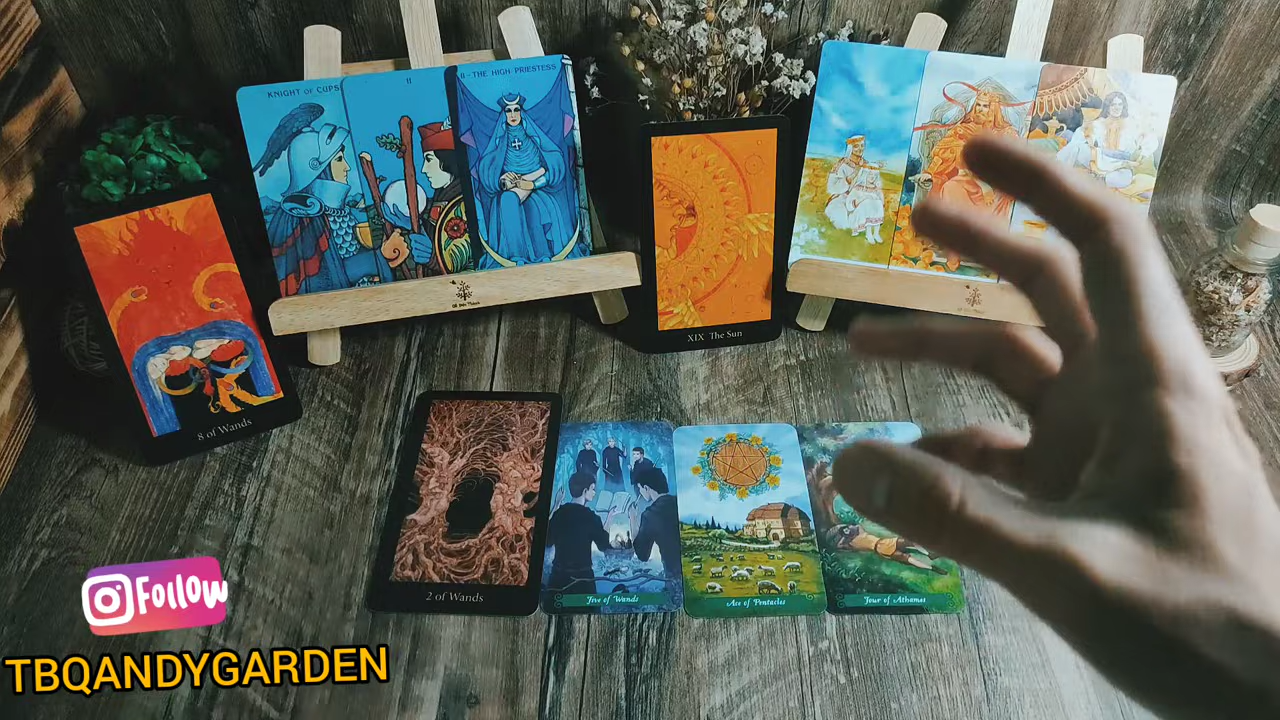 KNIGHT OF CUPS
II
II-THE HIGH PRIESTESS
XIX The Sun
8 of Wands
2 of Wands
Five of Wands
Ace of Pentacles
Four of Athames
Follow
TBQANDYGARDEN